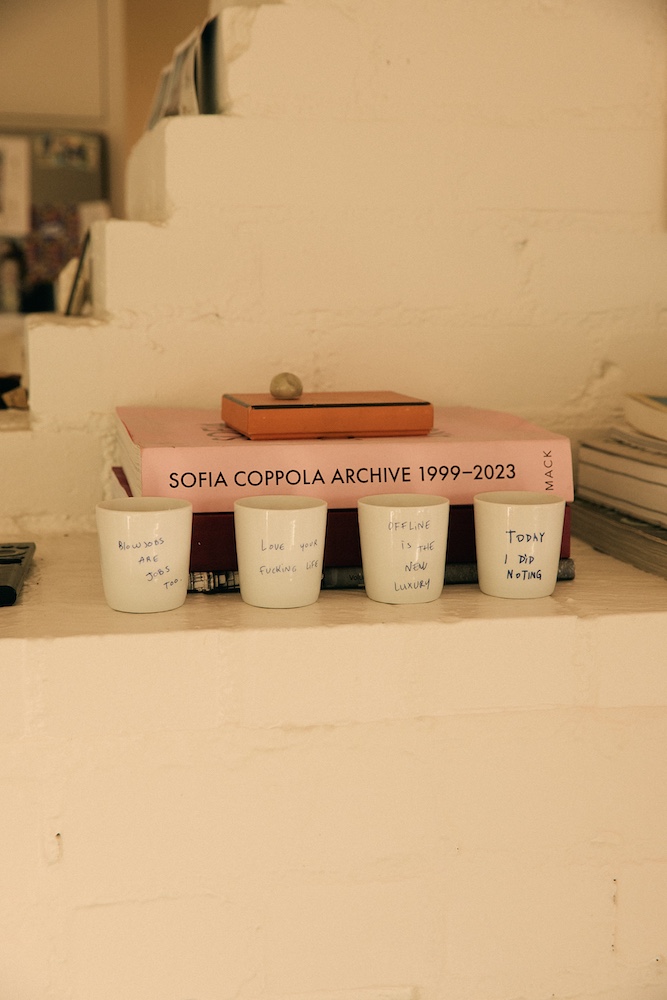 SOFIA COPPOLA ARCHIVE 1999–2023
MACK
BLOWJOBS
ARE
JOBS
TOO.
LOVE YOUR
FUCKING LIFE
OFFLINE
IS THE
NEW
LUXURY
TODAY
I DID
NOTING